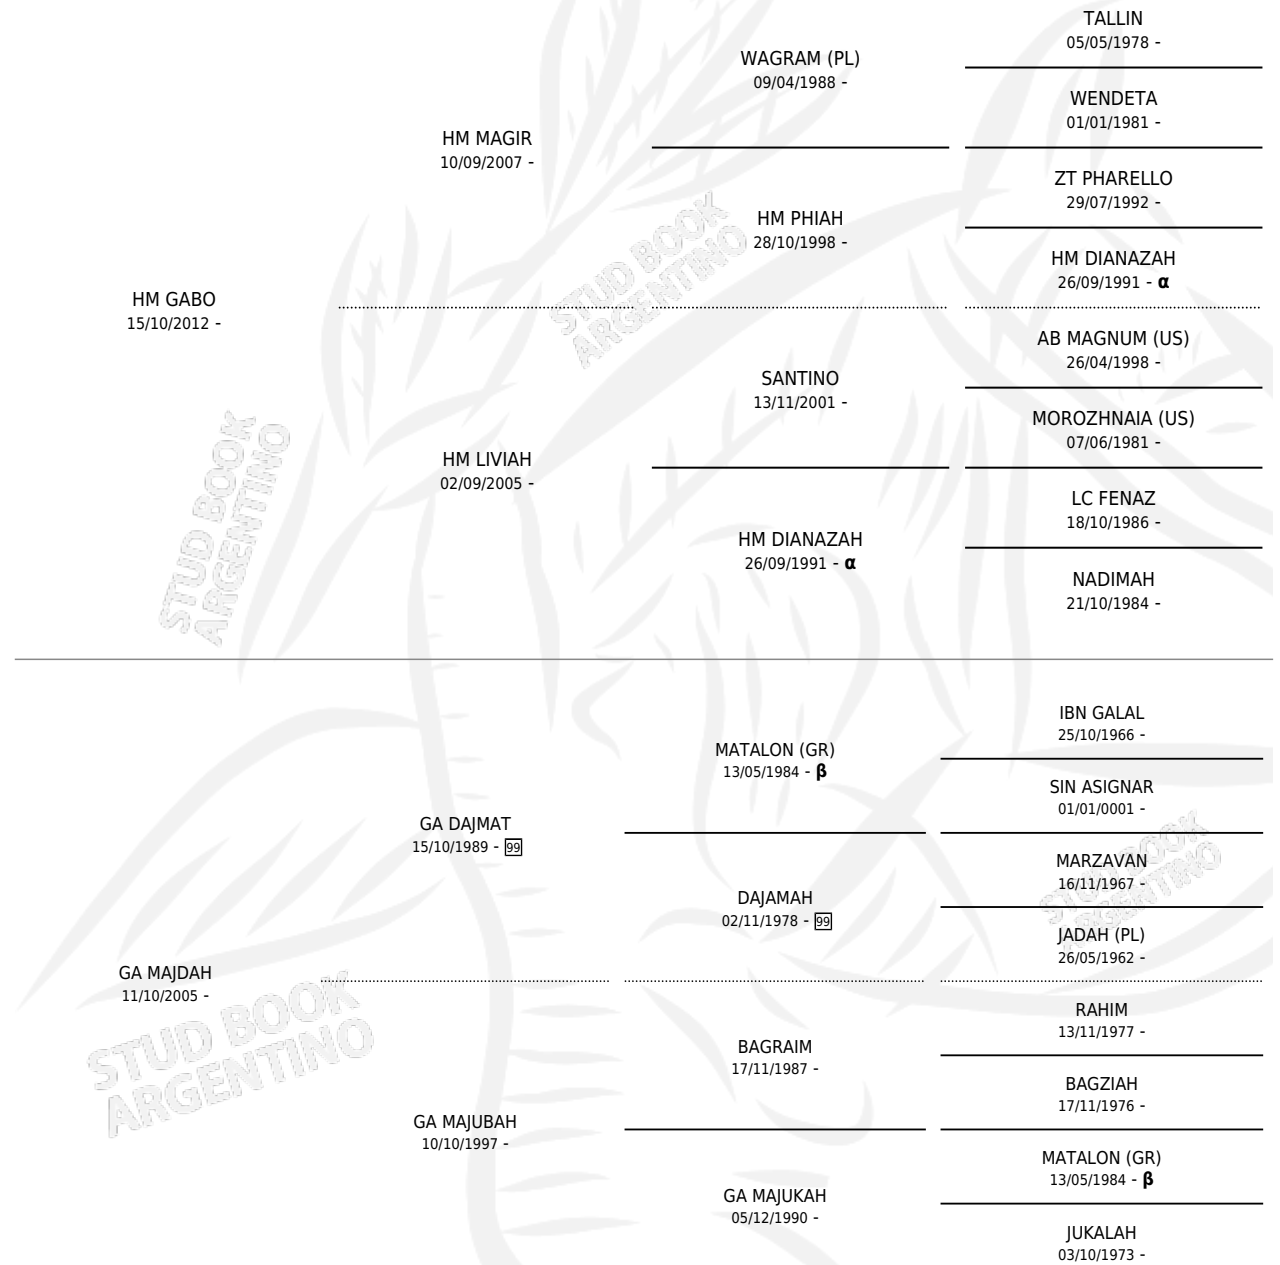 TALLIN
05/05/1978 -
WAGRAM (PL)
09/04/1988 -
WENDETA
01/01/1981 -
HM MAGIR
10/09/2007 -
ZT PHARELLO
29/07/1992 -
HM PHIAH
28/10/1998 -
HM DIANAZAH
26/09/1991 - α
HM GABO
15/10/2012 -
STUD BOOK
ARGENTINO
AB MAGNUM (US)
26/04/1998 -
SANTINO
13/11/2001 -
MOROZHNAIA (US)
07/06/1981 -
HM LIVIAH
02/09/2005 -
LC FENAZ
18/10/1986 -
HM DIANAZAH
26/09/1991 - α
NADIMAH
21/10/1984 -
STUD BOOK
ARGENTINO
IBN GALAL
25/10/1966 -
MATALON (GR)
13/05/1984 - β
SIN ASIGNAR
01/01/0001 -
GA DAJMAT
15/10/1989 - 99
MARZAVAN
16/11/1967 -
DAJAMAH
02/11/1978 - 99
JADAH (PL)
26/05/1962 -
STUD BOOK
ARGENTINO
GA MAJDAH
11/10/2005 -
RAHIM
13/11/1977 -
BAGRAIM
17/11/1987 -
BAGZIAH
17/11/1976 -
GA MAJUBAH
10/10/1997 -
MATALON (GR)
13/05/1984 - β
GA MAJUKAH
05/12/1990 -
JUKALAH
03/10/1973 -
STUD BOOK
ARGENTINO